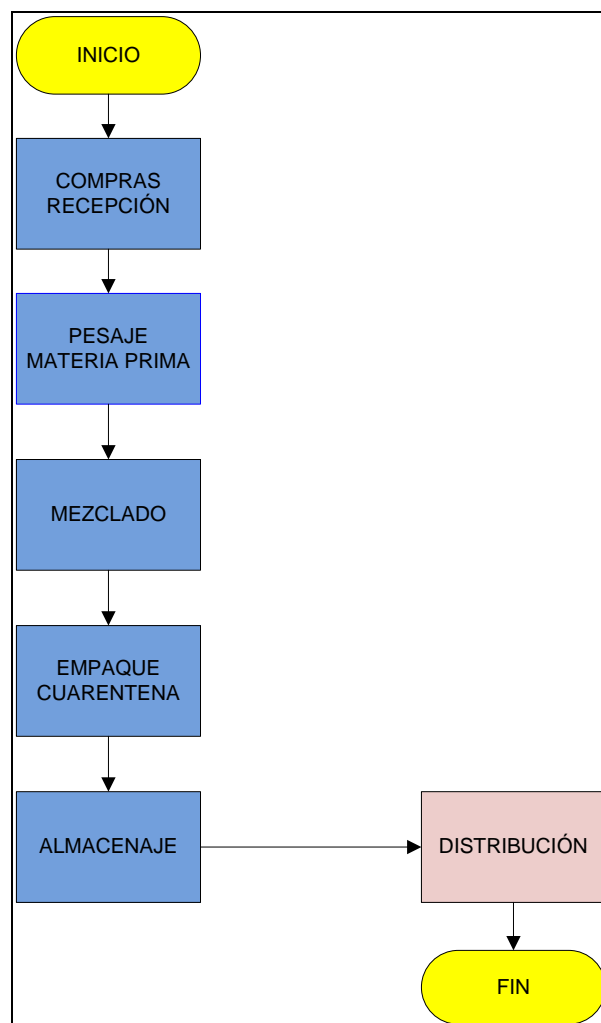 INICIO
COMPRAS
RECEPCIÓN
PESAJE
MATERIA PRIMA
MEZCLADO
EMPAQUE
CUARENTENA
ALMACENAJE
DISTRIBUCIÓN
FIN